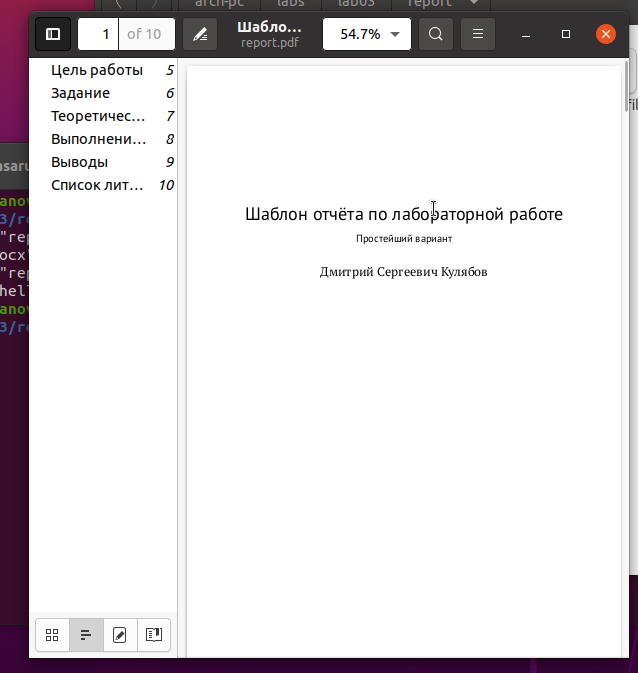 arch-pc labs lab03 report
1 of 10 Шабло... 54.7%
report.pdf
Цель работы 5
Задание 6
Теоретичес... 7
Выполнени... 8
Выводы 9
Список лит... 10
Шаблон отчёта по лабораторной работе
Простейший вариант
Дмитрий Сергеевич Кулябов